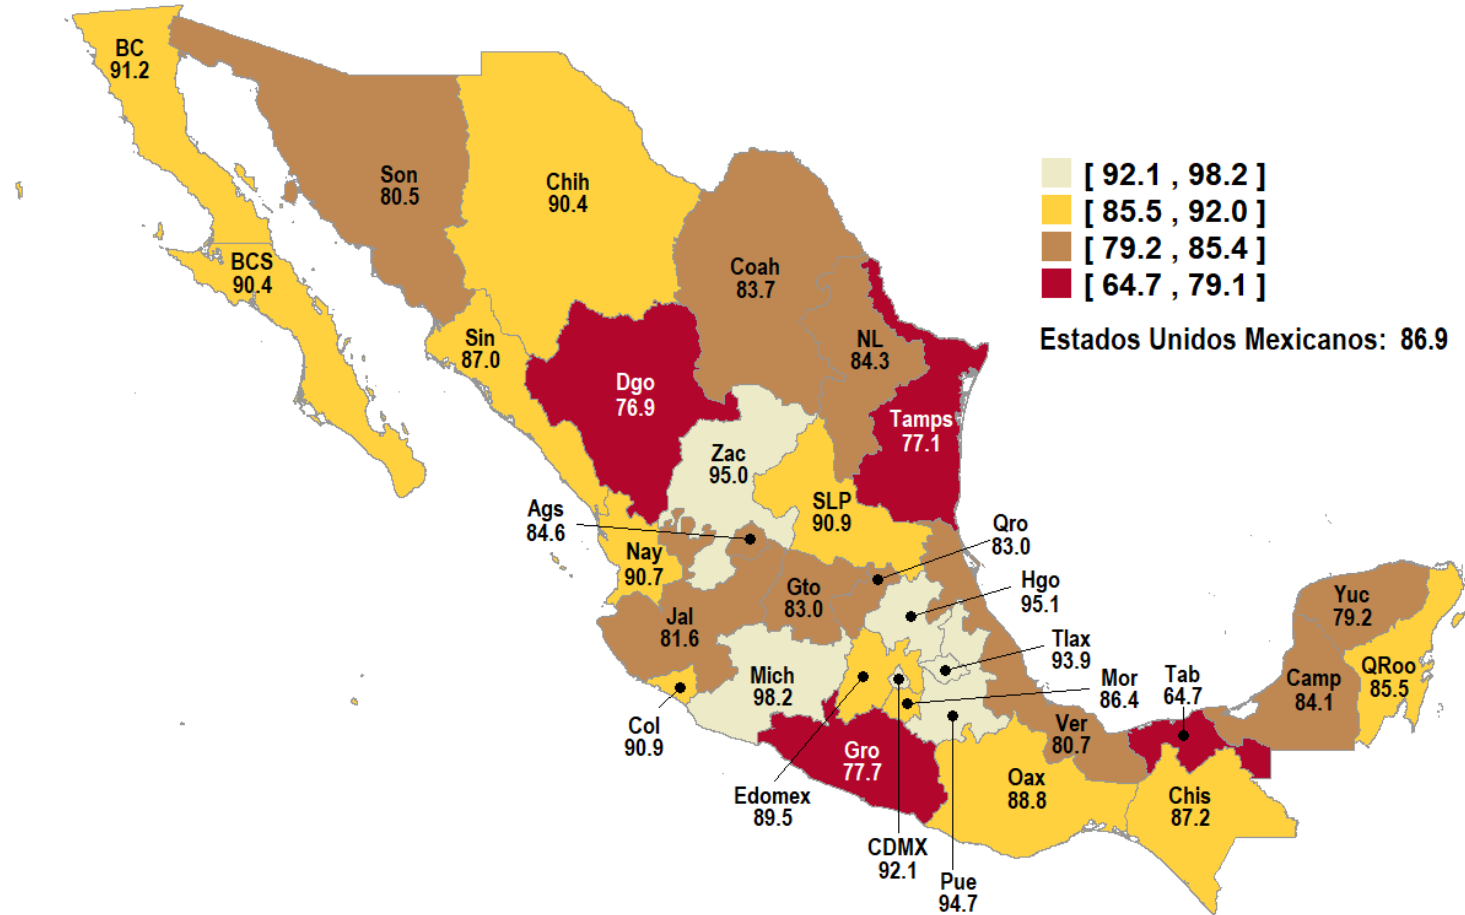 BC
91.2
Son
80.5
Chih
90.4
BCS
90.4
Coah
83.7
Sin
87.0
NL
84.3
Dgo
76.9
Tamps
77.1
Zac
95.0
SLP
90.9
Ags
84.6
Nay
90.7
Qro
83.0
Gto
83.0
Hgo
95.1
Jal
81.6
Tlax
93.9
Mich
98.2
Mor
86.4
Tab
64.7
Yuc
79.2
QRoo
85.5
Camp
84.1
Col
90.9
Ver
80.7
Gro
77.7
Edomex
89.5
Oax
88.8
Chis
87.2
CDMX
92.1
Pue
94.7
[ 92.1 , 98.2 ]
[ 85.5 , 92.0 ]
[ 79.2 , 85.4 ]
[ 64.7 , 79.1 ]
Estados Unidos Mexicanos: 86.9